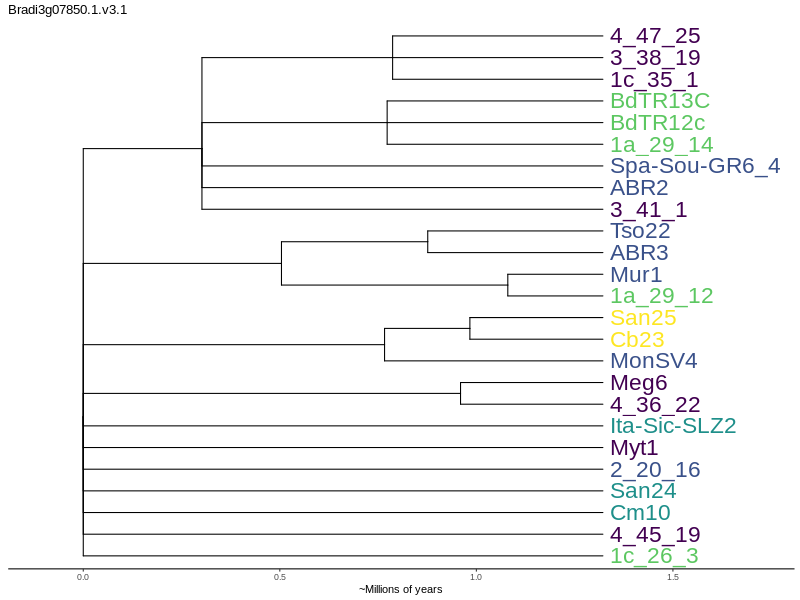 Bradi3g07850.1.v3.1
4_47_25
3_38_19
1c_35_1
BdTR13C
BdTR12c
1a_29_14
Spa-Sou-GR6_4
ABR2
3_41_1
Tso22
ABR3
Mur1
1a_29_12
San25
Cb23
MonSV4
Meg6
4_36_22
Ita-Sic-SLZ2
Myt1
2_20_16
San24
Cm10
4_45_19
1c_26_3
0.0 0.5 1.0 1.5
~Millions of years